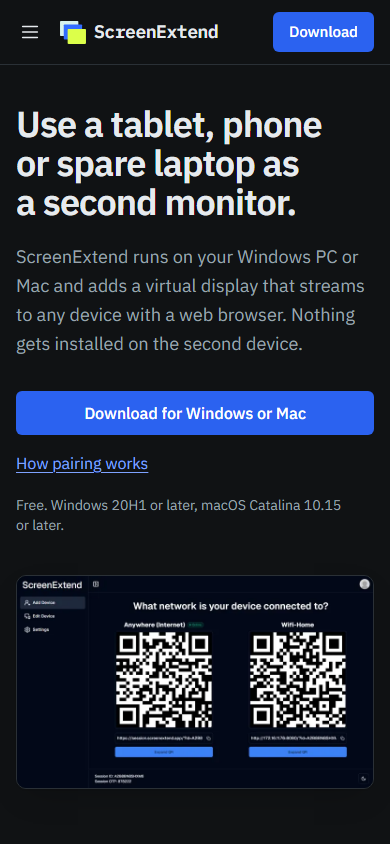 ScreenExtend
Download
Use a tablet, phone
or spare laptop as
a second monitor.
ScreenExtend runs on your Windows PC or
Mac and adds a virtual display that streams
to any device with a web browser. Nothing
gets installed on the second device.
Download for Windows or Mac
How pairing works
Free. Windows 20H1 or later, macOS Catalina 10.15
or later.
ScreenExtend
Add Device
Edit Device
Settings
What network is your device connected to?
Anywhere (Internet)
Wifi-Home